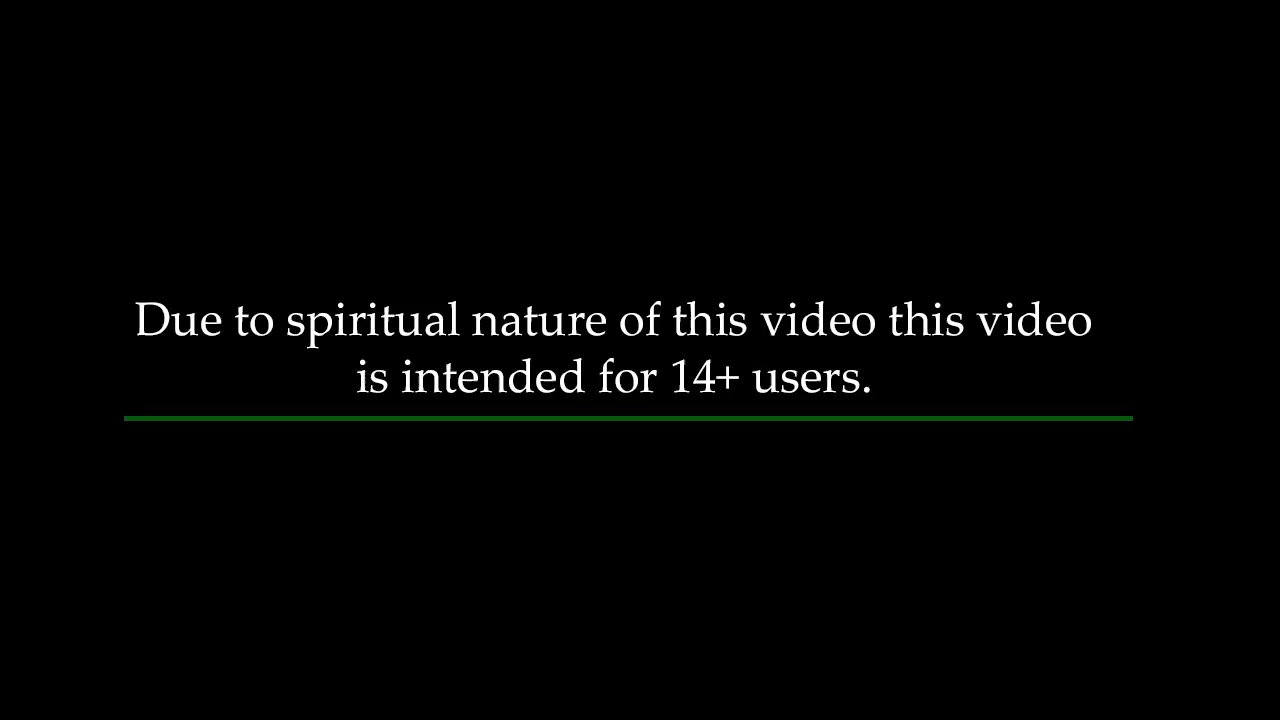 Due to spiritual nature of this video this video
is intended for 14+ users.